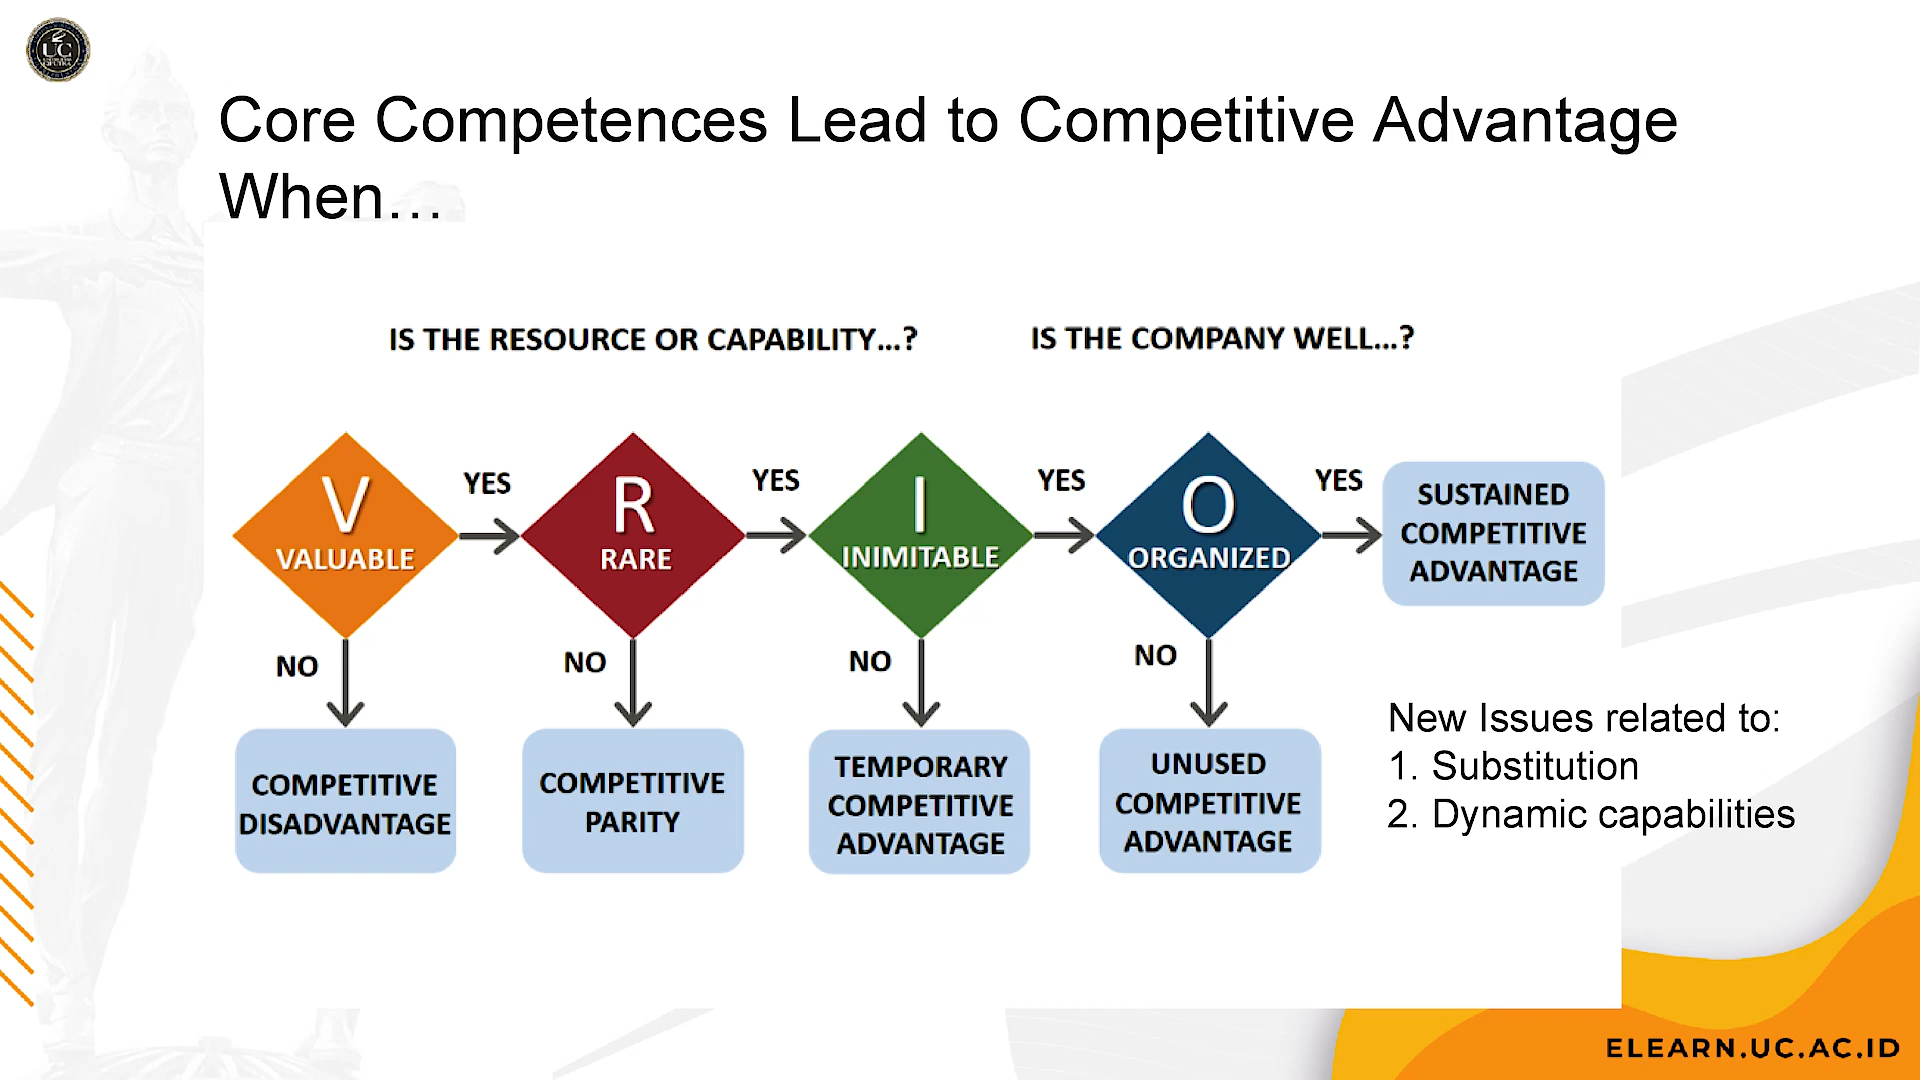 UC
Core Competences Lead to Competitive Advantage
When…
IS THE RESOURCE OR CAPABILITY...?
IS THE COMPANY WELL...?
V
VALUABLE
YES
R
RARE
YES
I
INIMITABLE
YES
O
ORGANIZED
YES
SUSTAINED
COMPETITIVE
ADVANTAGE
NO
NO
NO
NO
COMPETITIVE
DISADVANTAGE
COMPETITIVE
PARITY
TEMPORARY
COMPETITIVE
ADVANTAGE
UNUSED
COMPETITIVE
ADVANTAGE
New Issues related to:
1. Substitution
2. Dynamic capabilities
ELEARN.UC.AC.ID